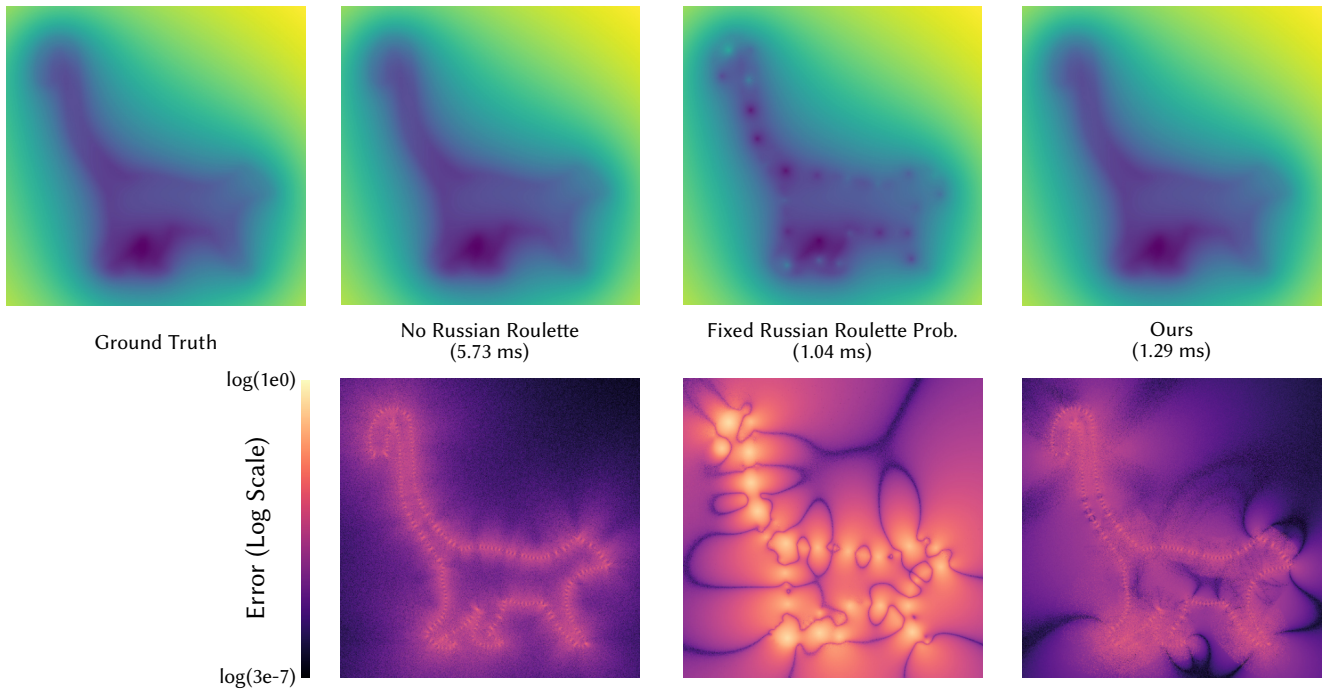 Ground Truth
No Russian Roulette
(5.73 ms)
Fixed Russian Roulette Prob.
(1.04 ms)
Ours
(1.29 ms)
log(1e0)
Error (Log Scale)
log(3e-7)